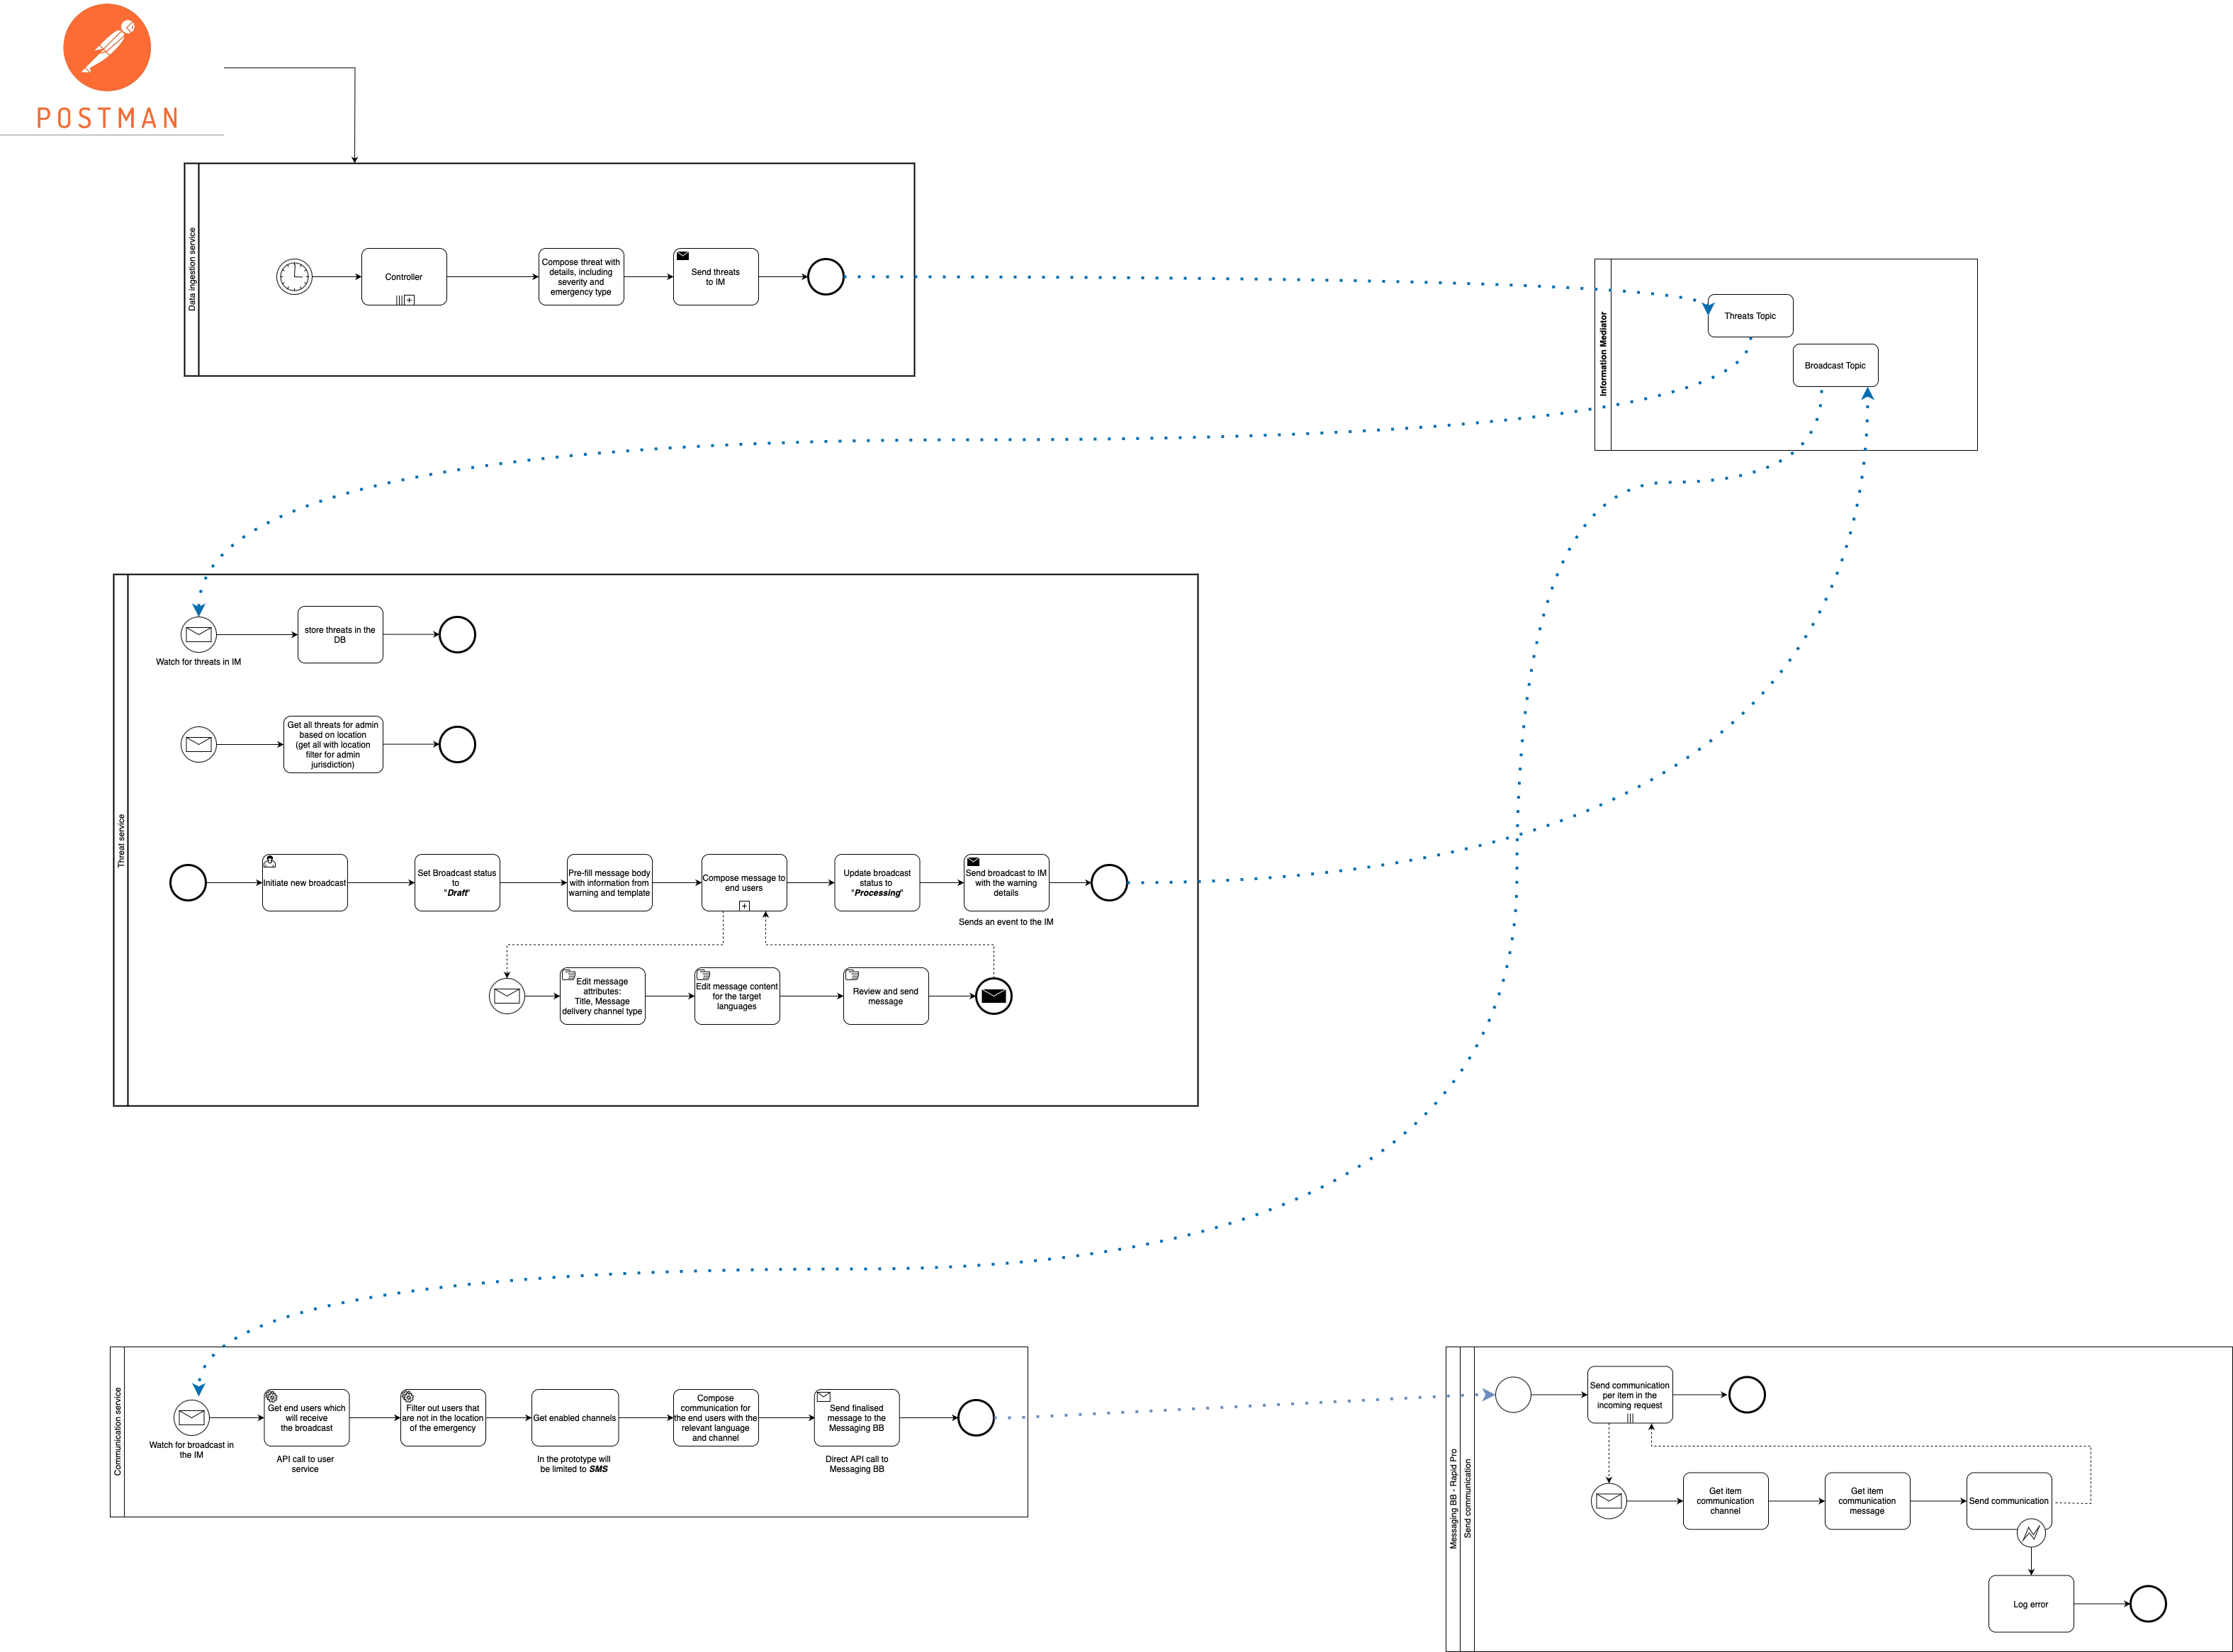 POSTMAN
Data ingestion service
Controller
Compose threat with
details, including
severity and
emergency type
Send threats
to IM
Information Mediator
Threats Topic
Broadcast Topic
Threat service
Watch for threats in IM
store threats in the
DB
Get all threats for admin
based on location
(get all with location
filter for admin
jurisdiction)
Initiate new broadcast
Set Broadcast status
to
"Draft"
Pre-fill message body
with information from
warning and template
Compose message to
end users
Update broadcast
status to
"Processing"
Send broadcast to IM
with the warning
details
Sends an event to the IM
Edit message
attributes:
Title, Message
delivery channel type
Edit message content
for the target
languages
Review and send
message
Communication service
Watch for broadcast in
the IM
Get end users which
will receive
the broadcast
API call to user
service
Filter out users that
are not in the location
of the emergency
Get enabled channels
In the prototype will
be limited to SMS
Compose
communication for
the end users with the
relevant language
and channel
Send finalised
message to the
Messaging BB
Direct API call to
Messaging BB
Messaging BB - Rapid Pro
Send communication
Send communication
per item in the
incoming request
Get item
communication
channel
Get item
communication
message
Send communication
Log error